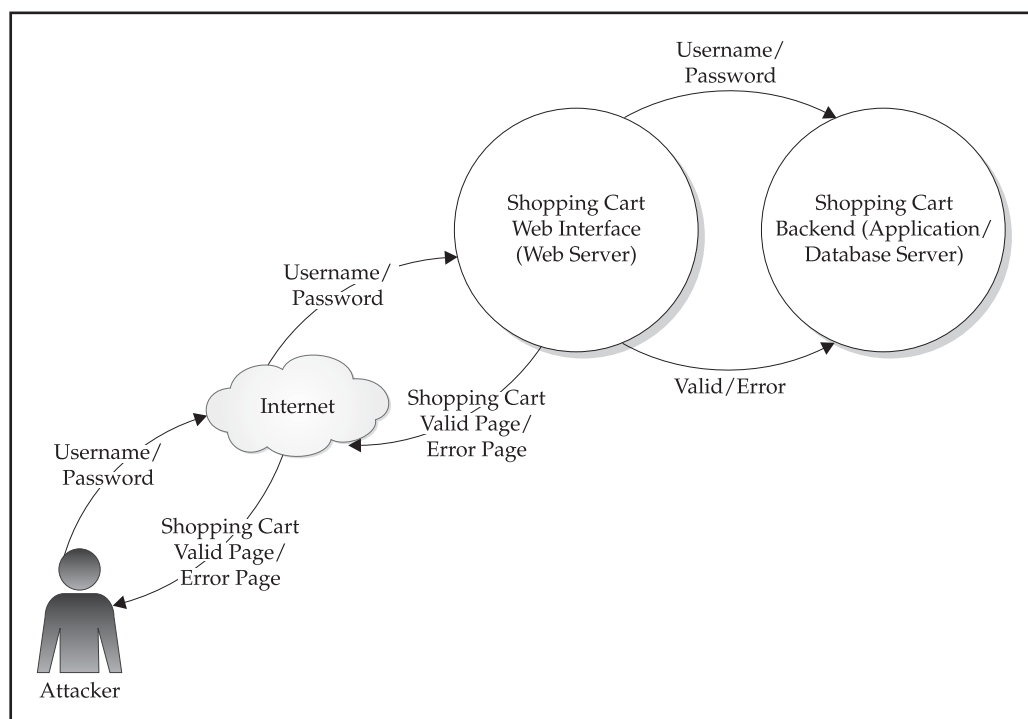 Username/
Password
Shopping Cart
Web Interface
(Web Server)
Shopping Cart
Backend (Application/
Database Server)
Username/
Password
Valid/Error
Internet
Shopping Cart
Valid Page/
Error Page
Username/
Password
Shopping Cart
Valid Page/
Error Page
Attacker